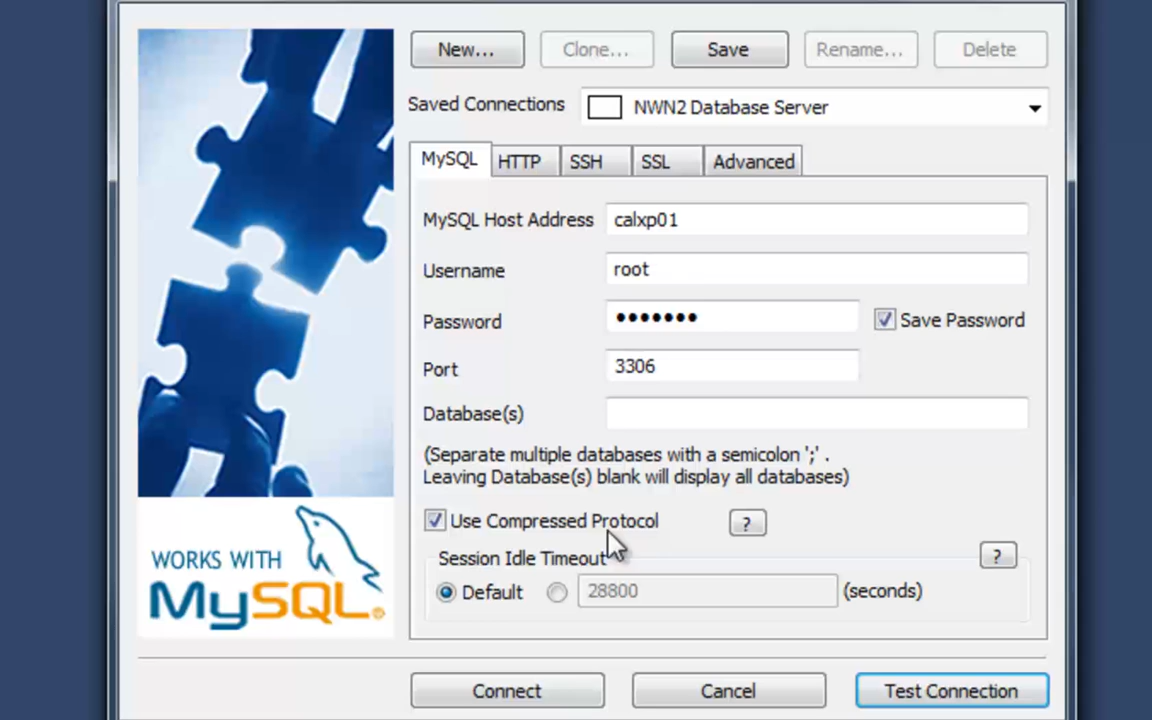 New... Clone... Save Rename... Delete
Saved Connections NWN2 Database Server
MySQL HTTP SSH SSL Advanced
MySQL Host Address calxp01
Username root
Password ●●●●●●● Save Password
Port 3306
Database(s)
(Separate multiple databases with a semicolon ';' .
Leaving Database(s) blank will display all databases)
Use Compressed Protocol ?
Session Idle Timeout ?
Default 28800 (seconds)
WORKS WITH
MySQL®
Connect Cancel Test Connection